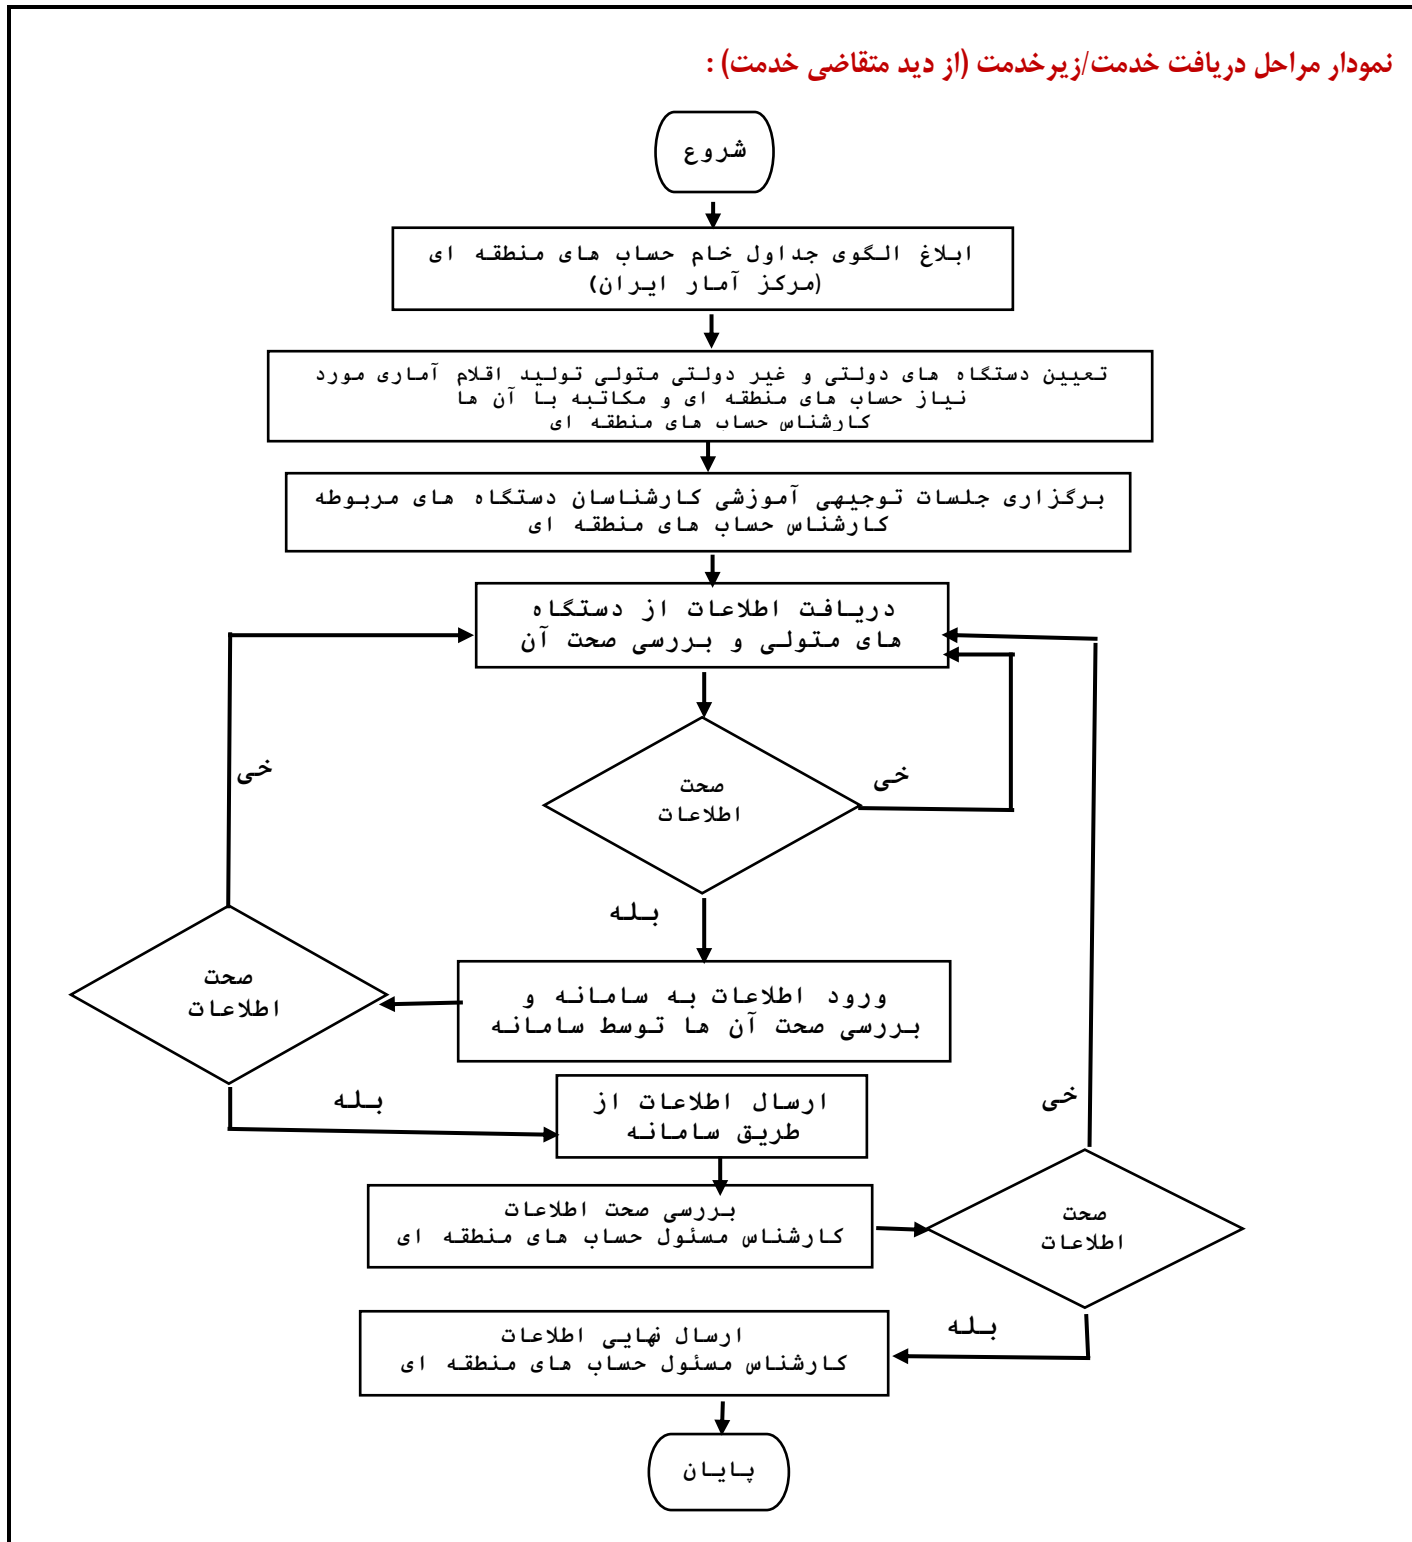 نمودار مراحل دریافت خدمت/زیرخدمت (از دید متقاضی خدمت) :
شروع
ابلاغ الگوی جداول خام حساب های منطقه ای
(مرکز آمار ایران)
تعیین دستگاه های دولتی و غیر دولتی متولی تولید اقلام آماری مورد
نیاز حساب های منطقه ای و مکاتبه با آن ها
کارشناس حساب های منطقه ای
برگزاری جلسات توجیهی آموزشی کارشناسان دستگاه های مربوطه
کارشناس حساب های منطقه ای
دریافت اطلاعات از دستگاه
های متولی و بررسی صحت آن
صحت
اطلاعات
خی
بله
خی
ورود اطلاعات به سامانه و
بررسی صحت آن ها توسط سامانه
صحت
اطلاعات
بله
ارسال اطلاعات از
طریق سامانه
بررسی صحت اطلاعات
کارشناس مسئول حساب های منطقه ای
صحت
اطلاعات
خی
بله
ارسال نهایی اطلاعات
کارشناس مسئول حساب های منطقه ای
پایان